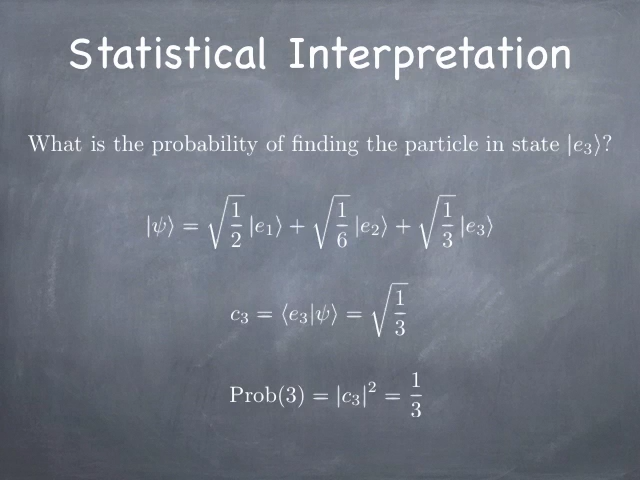 Statistical Interpretation
What is the probability of finding the particle in state |e₃⟩?
|ψ⟩ = √(1/2) |e₁⟩ + √(1/6) |e₂⟩ + √(1/3) |e₃⟩
c₃ = ⟨e₃|ψ⟩ = √(1/3)
Prob(3) = |c₃|² = 1/3